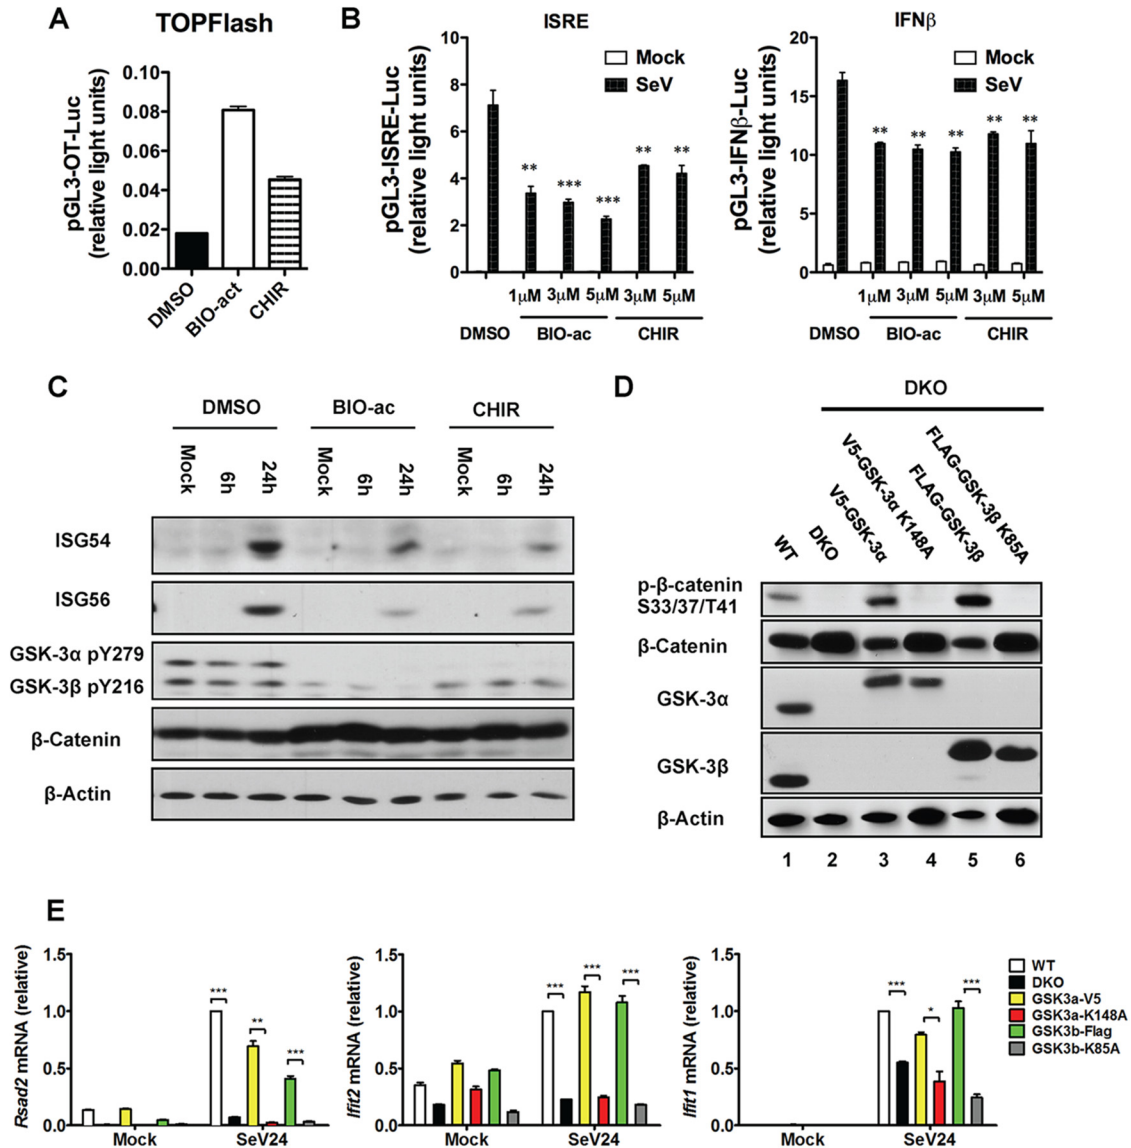 A
TOPFlash
pGL3-OT-Luc
(relative light units)
0.10
0.08
0.06
0.04
0.02
0.00
DMSO
BIO-act
CHIR
B
ISRE
pGL3-ISRE-Luc
(relative light units)
10
8
6
4
2
0
Mock
SeV
** *** *** ** **
1μM 3μM 5μM 3μM 5μM
DMSO BIO-ac CHIR
IFNβ
pGL3-IFNβ-Luc
(relative light units)
20
15
10
5
0
Mock
SeV
** ** ** ** **
1μM 3μM 5μM 3μM 5μM
DMSO BIO-ac CHIR
C
DMSO BIO-ac CHIR
Mock 6h 24h Mock 6h 24h Mock 6h 24h
ISG54
ISG56
GSK-3α pY279
GSK-3β pY216
β-Catenin
β-Actin
D
DKO
WT
DKO
V5-GSK-3α
V5-GSK-3α K148A
FLAG-GSK-3β
FLAG-GSK-3β K85A
p-β-catenin
S33/37/T41
β-Catenin
GSK-3α
GSK-3β
β-Actin
1 2 3 4 5 6
E
Rsad2 mRNA (relative)
1.5
1.0
0.5
0.0
*** ** ***
Mock SeV24
Ifit2 mRNA (relative)
1.5
1.0
0.5
0.0
*** *** ***
Mock SeV24
Ifit1 mRNA (relative)
1.5
1.0
0.5
0.0
*** * ***
Mock SeV24
WT
DKO
GSK3a-V5
GSK3a-K148A
GSK3b-Flag
GSK3b-K85A